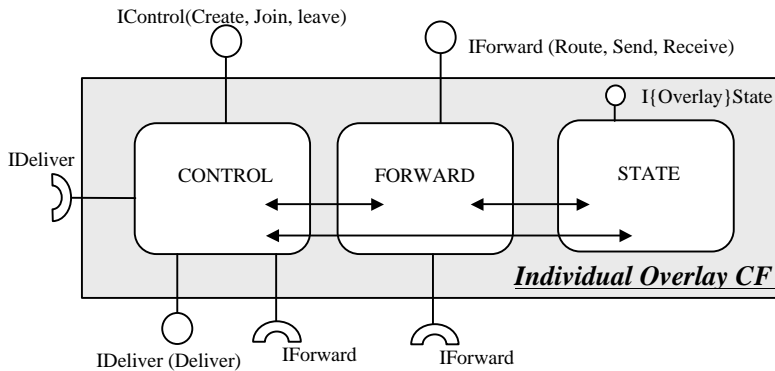 IControl(Create, Join, leave)
IForward (Route, Send, Receive)
I{Overlay}State
IDeliver
CONTROL
FORWARD
STATE
Individual Overlay CF
IDeliver (Deliver)
IForward
IForward